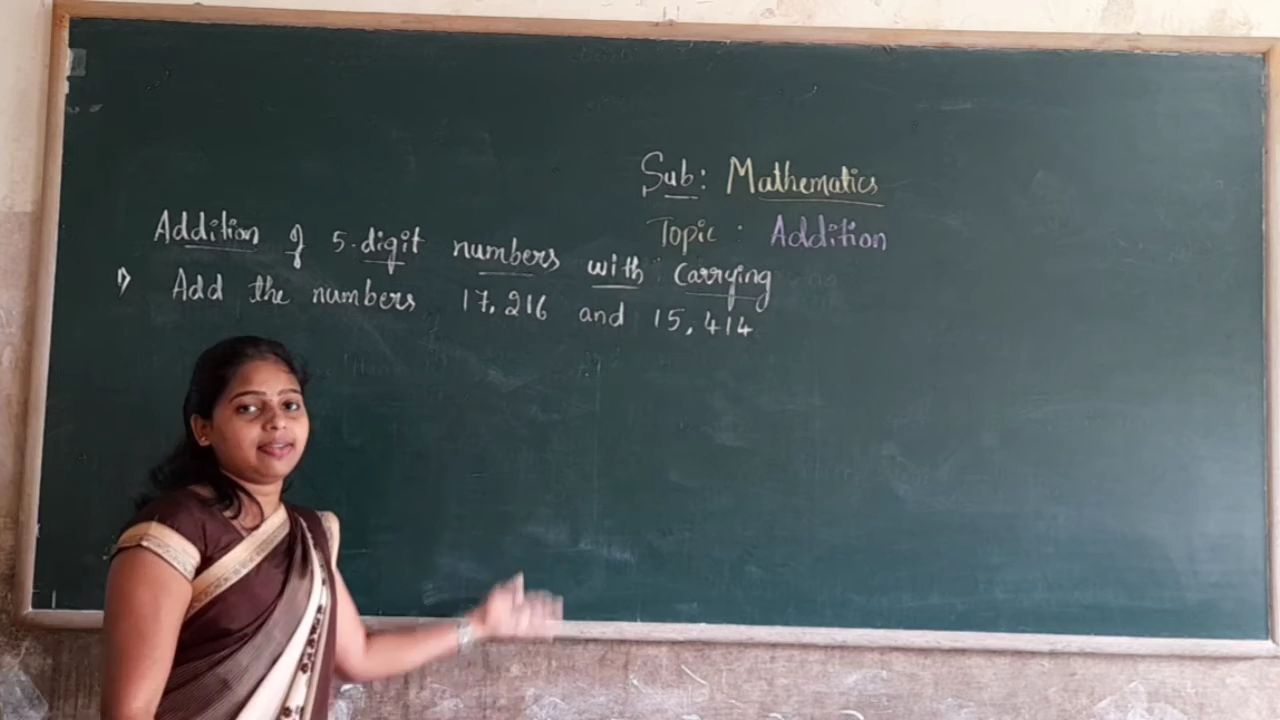 Sub: Mathematics
Topic: Addition
Addition of 5-digit numbers with carrying
1) Add the numbers 17,216 and 15,414